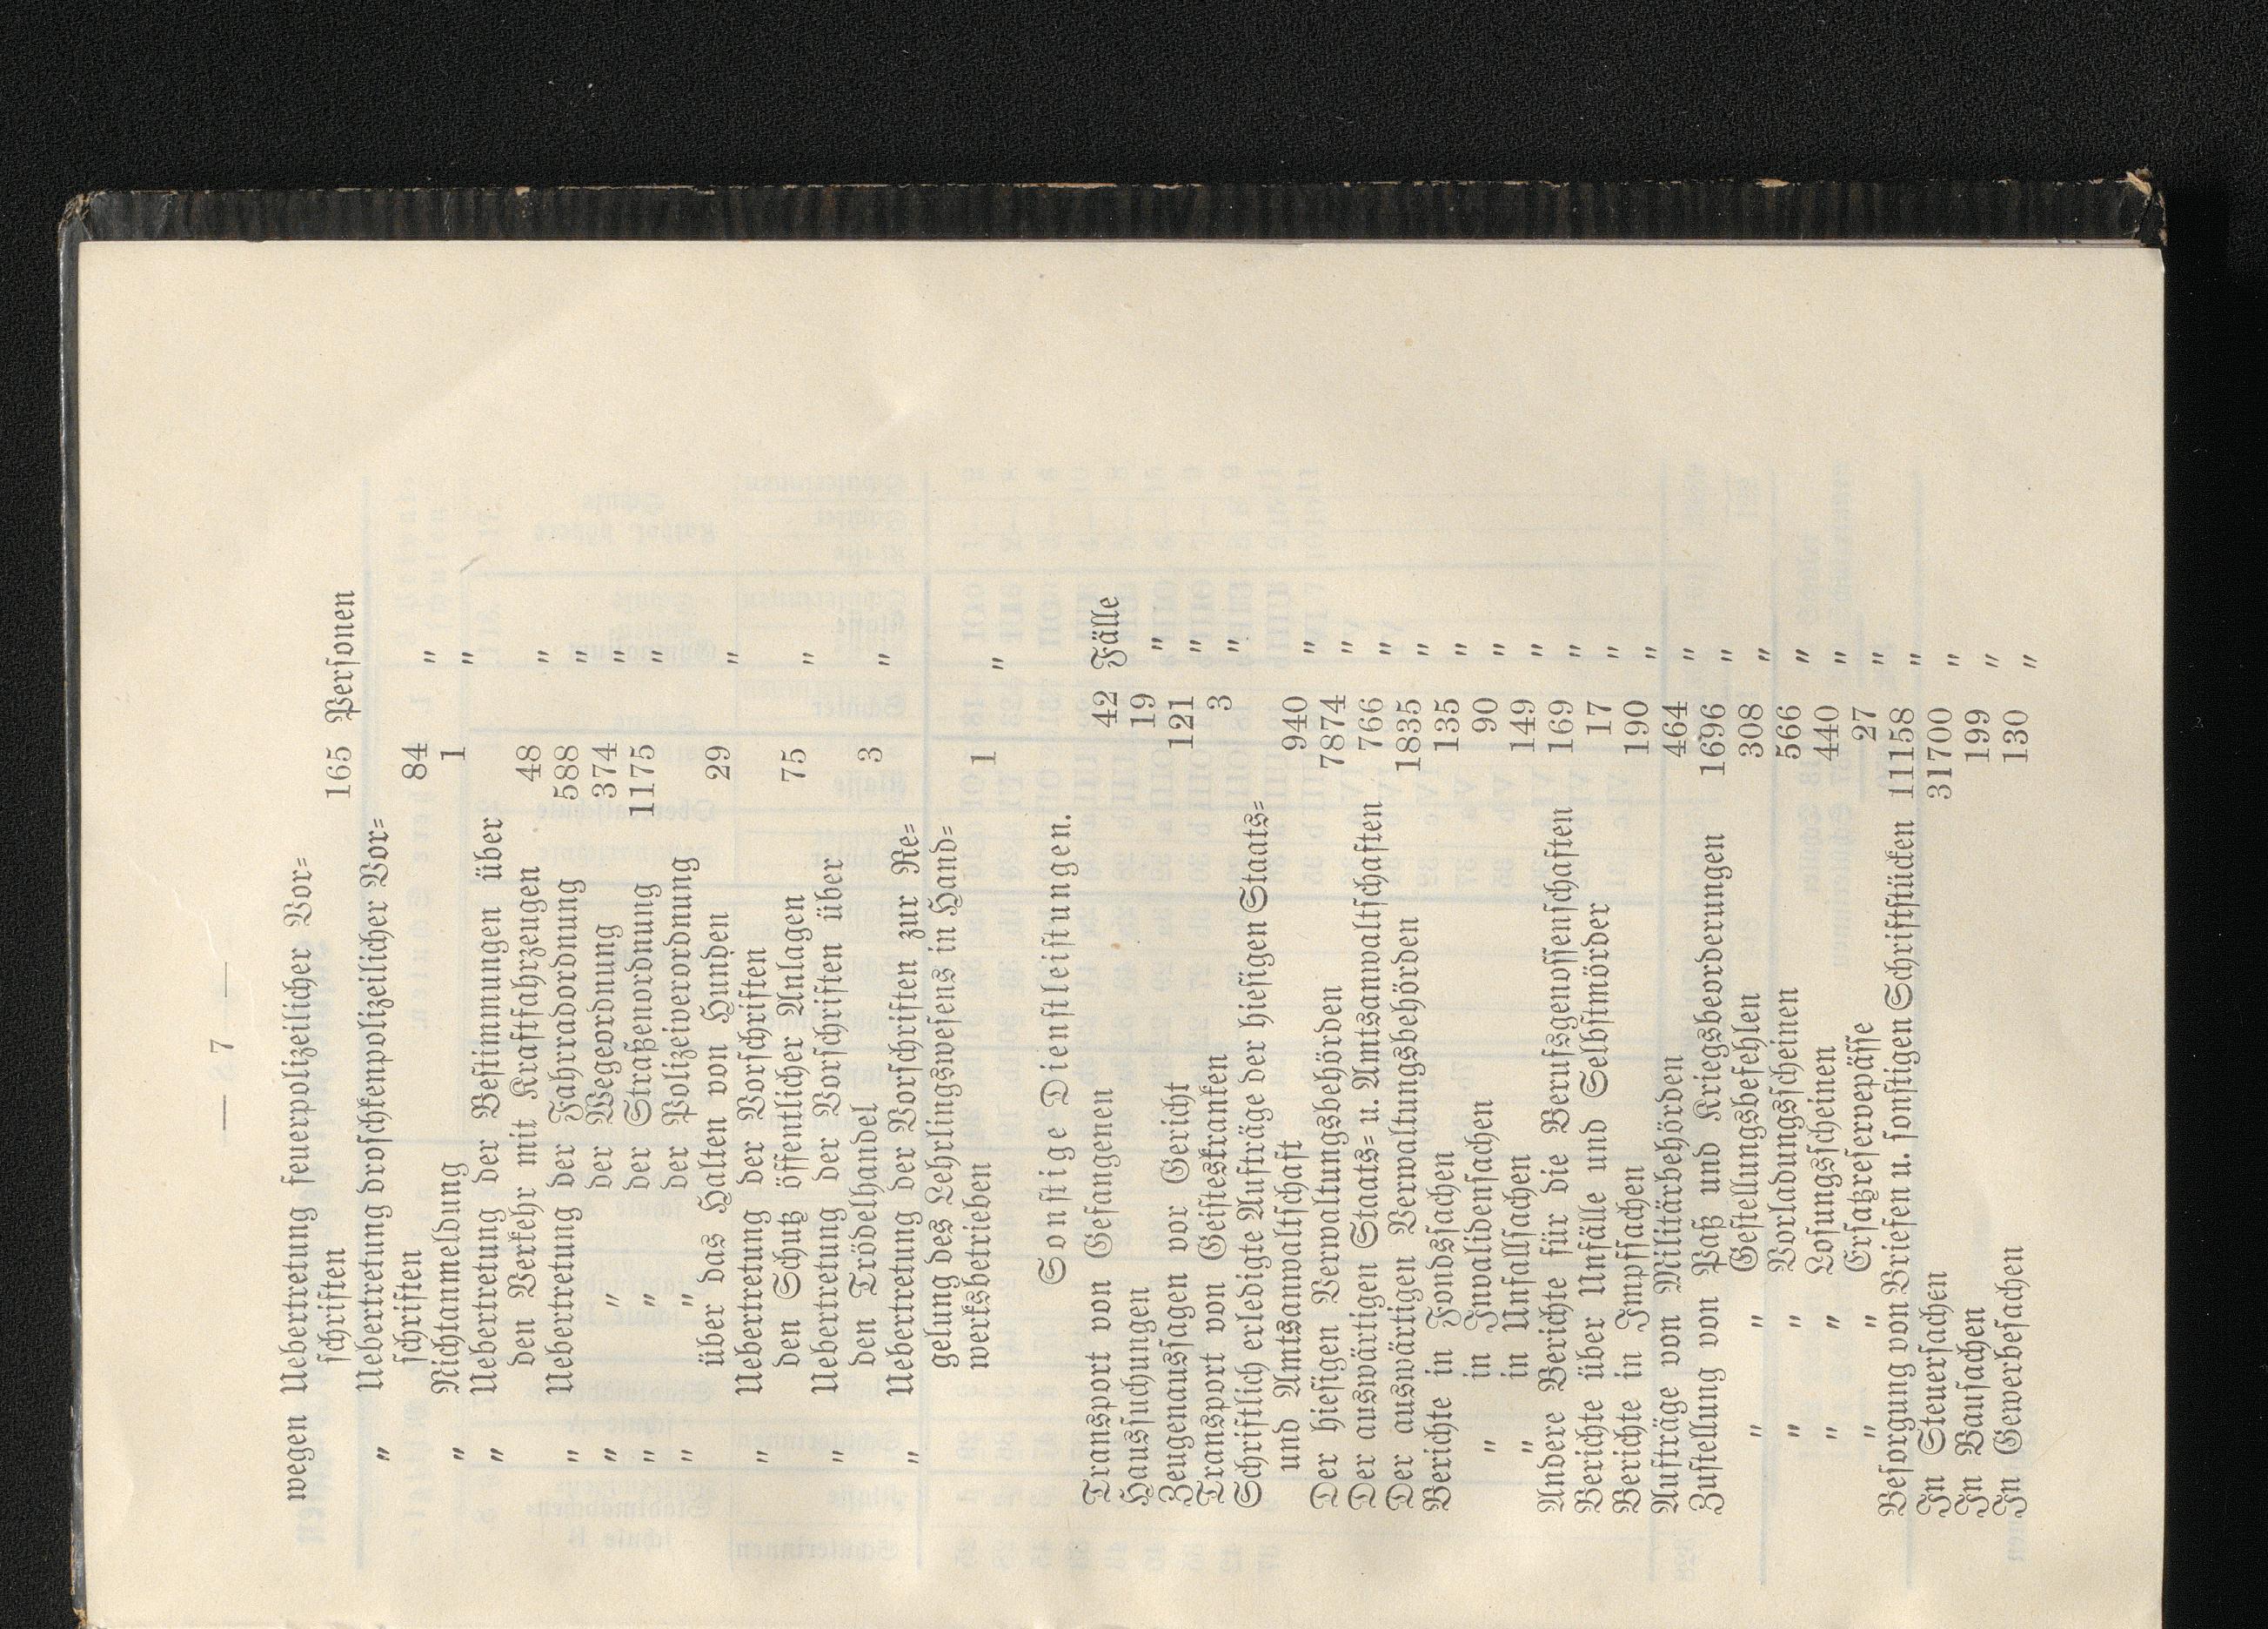 — 7 —
wegen Uebertretung feuerpolizeilicher Vor=
schriften 165 Personen
" Uebertretung droschkenpolizeilicher Vor=
schriften 84 "
" Nichtanmeldung 1 "
" Uebertretung der Bestimmungen über
den Verkehr mit Kraftfahrzeugen 48 "
" Uebertretung der Fahrradordnung 588 "
" " der Wegeordnung 374 "
" " der Straßenordnung 1175 "
" " der Polizeiverordnung
über das Halten von Hunden 29 "
" Uebertretung der Vorschriften
den Schutz öffentlicher Anlagen 75 "
" Uebertretung der Vorschriften über
den Trödelhandel 3 "
" Uebertretung der Vorschriften zur Re=
gelung des Lehrlingswesens in Hand=
werksbetrieben 1 "
Sonstige Dienstleistungen.
Transport von Gefangenen 42 Fälle
Haussuchungen 19 "
Zeugenaussagen vor Gericht 121 "
Transport von Geisteskranken 3 "
Schriftlich erledigte Aufträge der hiesigen Staats=
und Amtsanwaltschaft 940 "
Der hiesigen Verwaltungsbehörden 7874 "
Der auswärtigen Staats= u. Amtsanwaltschaften 766 "
Der auswärtigen Verwaltungsbehörden 1835 "
Berichte in Fondssachen 135 "
" in Invalidensachen 90 "
" in Unfallsachen 149 "
Andere Berichte für die Berufsgenossenschaften 169 "
Berichte über Unfälle und Selbstmörder 17 "
Berichte in Impfsachen 190 "
Aufträge von Militärbehörden 464 "
Zustellung von Paß und Kriegsbeorderungen 1696 "
" " Gestellungsbefehlen 308 "
" " Vorladungsscheinen 566 "
" " Losungsscheinen 440 "
" " Ersatzreservepässe 27 "
Besorgung von Briefen u. sonstigen Schriftstücken 11158 "
In Steuersachen 31700 "
In Bausachen 199 "
In Gewerbesachen 130 "